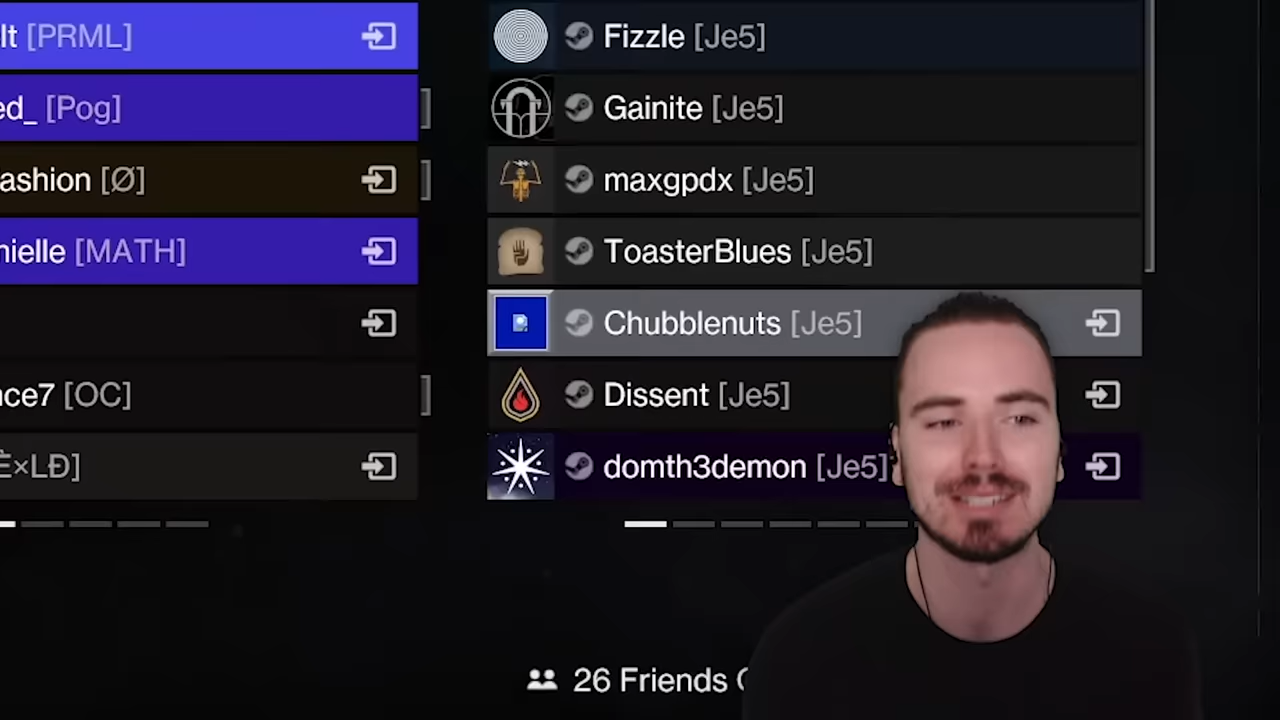 lt [PRML]
ed_ [Pog]
ashion [Ø]
nielle [MATH]
nce7 [OC]
È×LÐ]
Fizzle [Je5]
Gainite [Je5]
maxgpdx [Je5]
ToasterBlues [Je5]
Chubblenuts [Je5]
Dissent [Je5]
domth3demon [Je5]
26 Friends